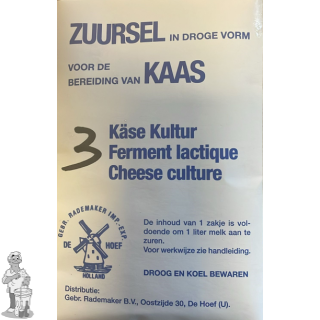 ZUURSEL IN DROGE VORM
VOOR DE
BEREIDING VAN KAAS
3
Käse Kultur
Ferment lactique
Cheese culture
GEBR. RADEMAKER IMP.-EXP.
DE HOEF
HOLLAND
De inhoud van 1 zakje is vol-
doende om 1 liter melk aan te
zuren.
Voor werkwijze zie handleiding.
DROOG EN KOEL BEWAREN
Distributie:
Gebr. Rademaker B.V., Oostzijde 30, De Hoef (U).